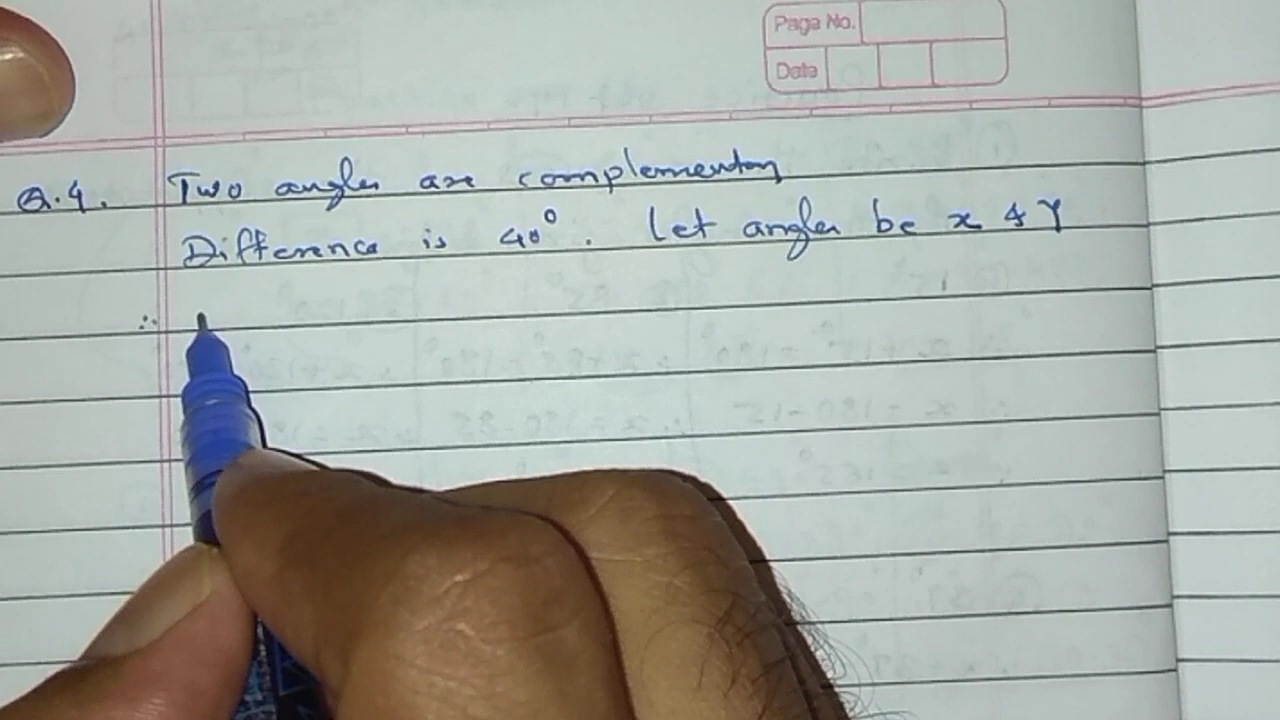 Page No.
Date
Q.4. Two angles are complementary
Difference is 40°. Let angles be x & y
∴